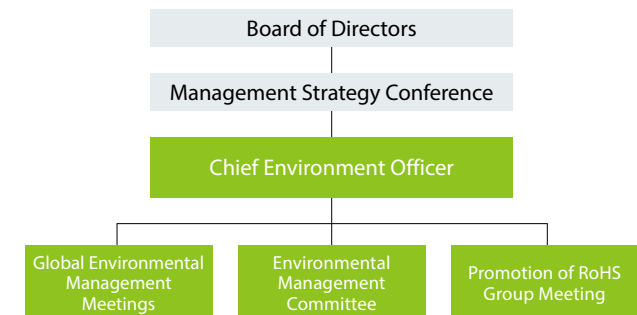 Board of Directors
Management Strategy Conference
Chief Environment Officer
Global Environmental
Management
Meetings
Environmental
Management
Committee
Promotion of RoHS
Group Meeting